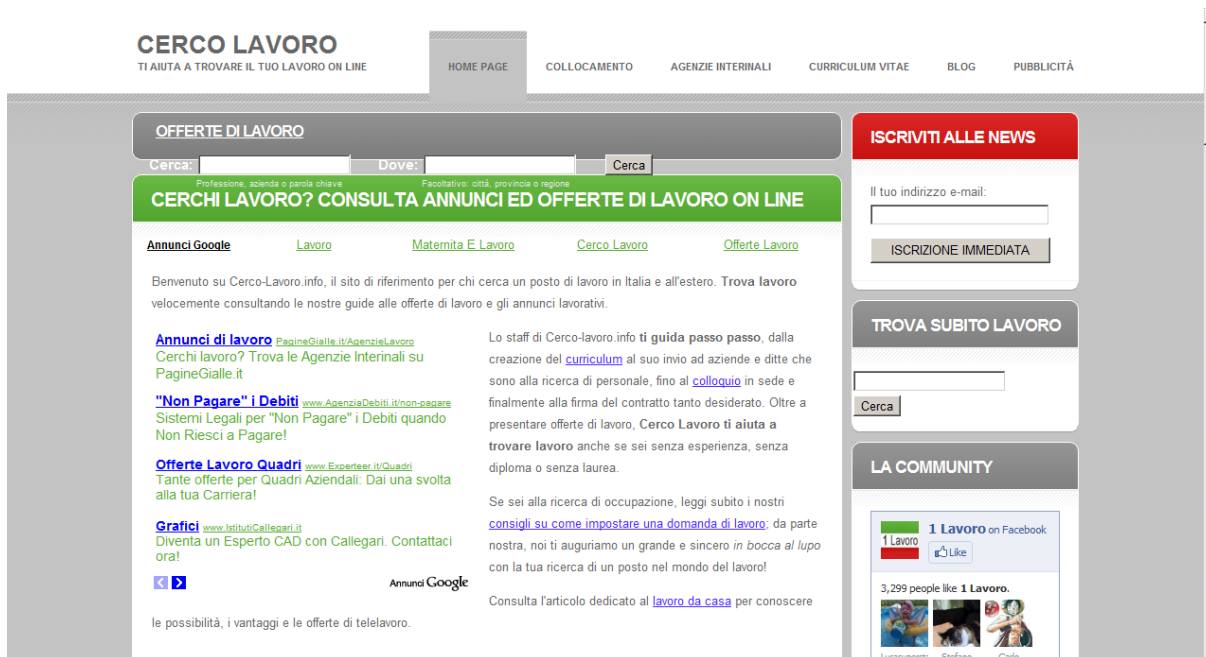 CERCO LAVORO
TI AIUTA A TROVARE IL TUO LAVORO ON LINE
HOME PAGE
COLLOCAMENTO
AGENZIE INTERINALI
CURRICULUM VITAE
BLOG
PUBBLICITÀ
OFFERTE DI LAVORO
Cerca:
Dove:
Cerca
Professione, azienda o parola chiave
Facoltativo: città, provincia o regione
CERCHI LAVORO? CONSULTA ANNUNCI ED OFFERTE DI LAVORO ON LINE
Annunci Google
Lavoro
Maternita E Lavoro
Cerco Lavoro
Offerte Lavoro
Benvenuto su Cerco-Lavoro.info, il sito di riferimento per chi cerca un posto di lavoro in Italia e all'estero. Trova lavoro
velocemente consultando le nostre guide alle offerte di lavoro e gli annunci lavorativi.
Annunci di lavoro PagineGialle.it/AgenzieLavoro
Cerchi lavoro? Trova le Agenzie Interinali su
PagineGialle.it
"Non Pagare" i Debiti www.AgenziaDebiti.it/non-pagare
Sistemi Legali per "Non Pagare" i Debiti quando
Non Riesci a Pagare!
Offerte Lavoro Quadri www.Experteer.it/Quadri
Tante offerte per Quadri Aziendali: Dai una svolta
alla tua Carriera!
Grafici www.IstitutiCallegari.it
Diventa un Esperto CAD con Callegari. Contattaci
ora!
Annunci Google
Lo staff di Cerco-lavoro.info ti guida passo passo, dalla
creazione del curriculum al suo invio ad aziende e ditte che
sono alla ricerca di personale, fino al colloquio in sede e
finalmente alla firma del contratto tanto desiderato. Oltre a
presentare offerte di lavoro, Cerco Lavoro ti aiuta a
trovare lavoro anche se sei senza esperienza, senza
diploma o senza laurea.
Se sei alla ricerca di occupazione, leggi subito i nostri
consigli su come impostare una domanda di lavoro; da parte
nostra, noi ti auguriamo un grande e sincero in bocca al lupo
con la tua ricerca di un posto nel mondo del lavoro!
Consulta l'articolo dedicato al lavoro da casa per conoscere
le possibilità, i vantaggi e le offerte di telelavoro.
ISCRIVITI ALLE NEWS
Il tuo indirizzo e-mail:
ISCRIZIONE IMMEDIATA
TROVA SUBITO LAVORO
Cerca
LA COMMUNITY
1 Lavoro
1 Lavoro on Facebook
Like
3,299 people like 1 Lavoro.